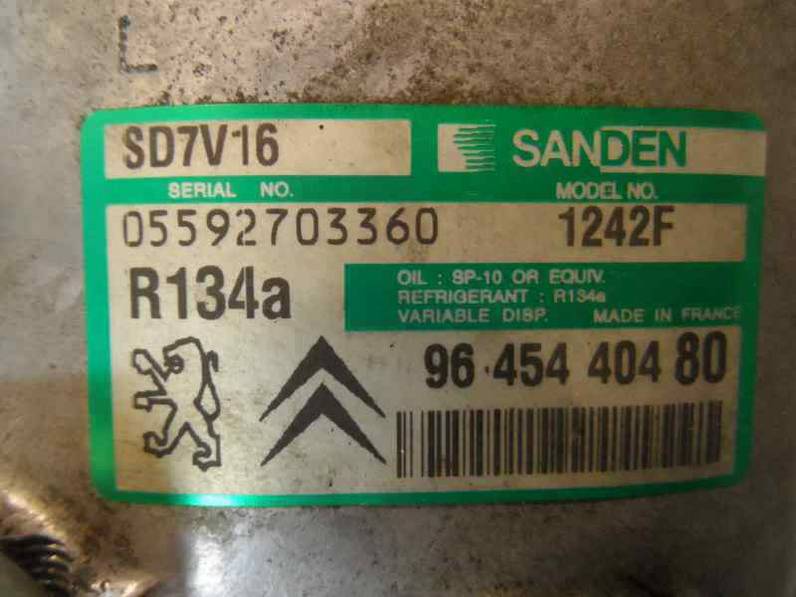 L
SD7V16
SANDEN
SERIAL NO.
MODEL NO.
05592703360
1242F
R134a
OIL : SP-10 OR EQUIV.
REFRIGERANT : R134a
VARIABLE DISP. MADE IN FRANCE
96 454 404 80